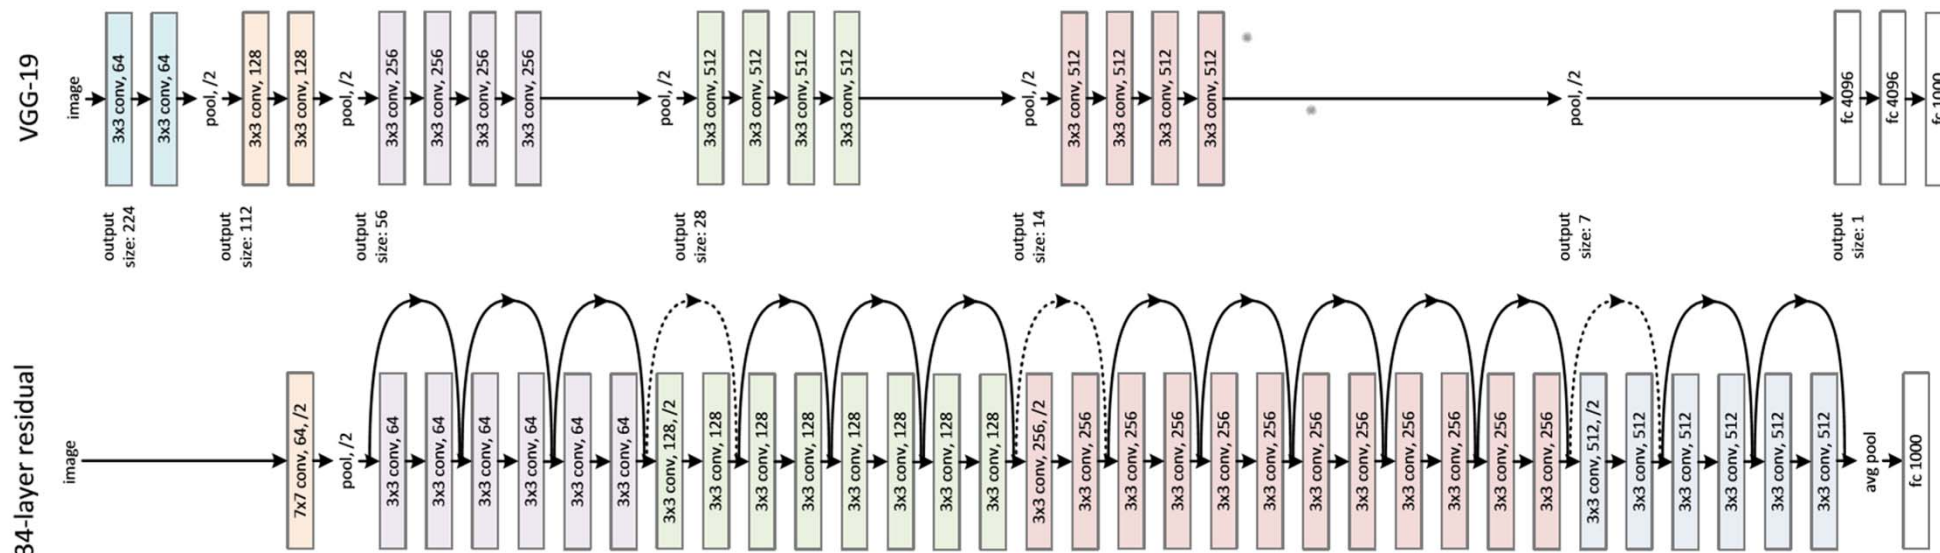 VGG-19
image
3x3 conv, 64
3x3 conv, 64
pool, /2
3x3 conv, 128
3x3 conv, 128
pool, /2
3x3 conv, 256
3x3 conv, 256
3x3 conv, 256
3x3 conv, 256
pool, /2
3x3 conv, 512
3x3 conv, 512
3x3 conv, 512
3x3 conv, 512
pool, /2
3x3 conv, 512
3x3 conv, 512
3x3 conv, 512
3x3 conv, 512
pool, /2
fc 4096
fc 4096
fc 1000
output
size: 224
output
size: 112
output
size: 56
output
size: 28
output
size: 14
output
size: 7
output
size: 1
34-layer residual
image
7x7 conv, 64, /2
pool, /2
3x3 conv, 64
3x3 conv, 64
3x3 conv, 64
3x3 conv, 64
3x3 conv, 64
3x3 conv, 64
3x3 conv, 128, /2
3x3 conv, 128
3x3 conv, 128
3x3 conv, 128
3x3 conv, 128
3x3 conv, 128
3x3 conv, 128
3x3 conv, 128
3x3 conv, 256, /2
3x3 conv, 256
3x3 conv, 256
3x3 conv, 256
3x3 conv, 256
3x3 conv, 256
3x3 conv, 256
3x3 conv, 256
3x3 conv, 256
3x3 conv, 256
3x3 conv, 256
3x3 conv, 256
3x3 conv, 512, /2
3x3 conv, 512
3x3 conv, 512
3x3 conv, 512
3x3 conv, 512
3x3 conv, 512
avg pool
fc 1000